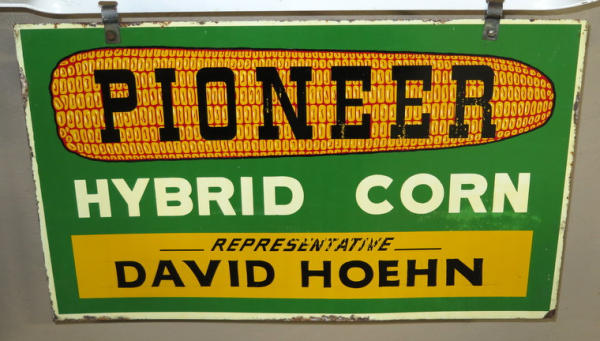 PIONEER
HYBRID CORN
REPRESENTATIVE
DAVID HOEHN